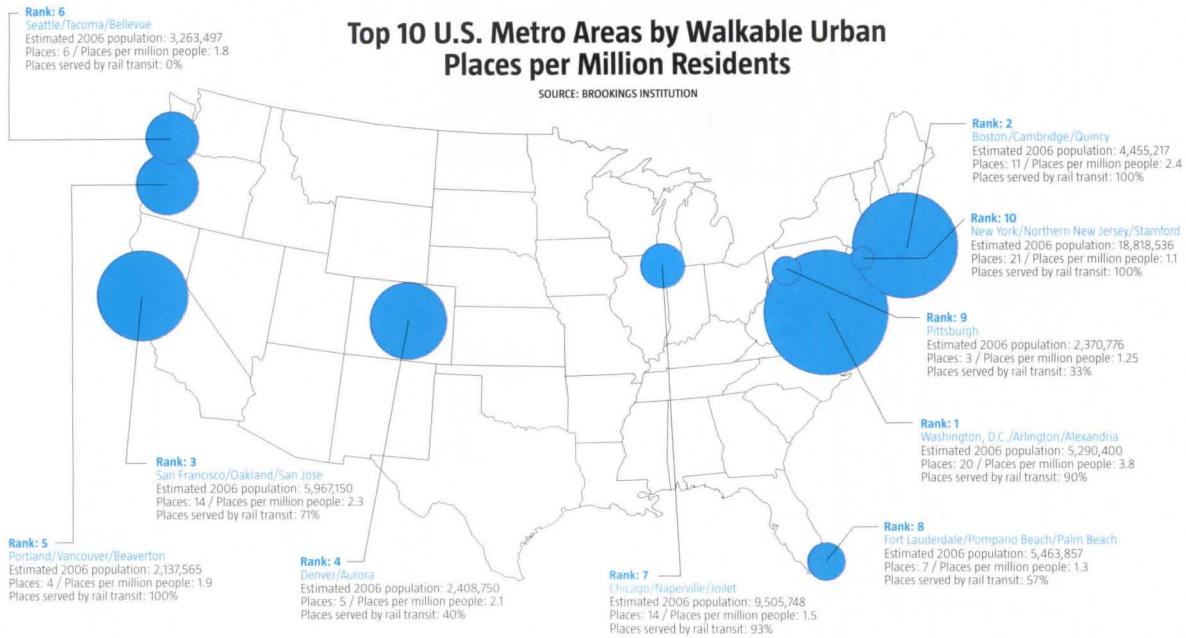 Top 10 U.S. Metro Areas by Walkable Urban
Places per Million Residents
SOURCE: BROOKINGS INSTITUTION
Rank: 6
Seattle/Tacoma/Bellevue
Estimated 2006 population: 3,263,497
Places: 6 / Places per million people: 1.8
Places served by rail transit: 0%
Rank: 2
Boston/Cambridge/Quincy
Estimated 2006 population: 4,455,217
Places: 11 / Places per million people: 2.4
Places served by rail transit: 100%
Rank: 10
New York/Northern New Jersey/Stamford
Estimated 2006 population: 18,818,536
Places: 21 / Places per million people: 1.1
Places served by rail transit: 100%
Rank: 9
Pittsburgh
Estimated 2006 population: 2,370,776
Places: 3 / Places per million people: 1.25
Places served by rail transit: 33%
Rank: 1
Washington, D.C./Arlington/Alexandria
Estimated 2006 population: 5,290,400
Places: 20 / Places per million people: 3.8
Places served by rail transit: 90%
Rank: 3
San Francisco/Oakland/San Jose
Estimated 2006 population: 5,967,150
Places: 14 / Places per million people: 2.3
Places served by rail transit: 71%
Rank: 5
Portland/Vancouver/Beaverton
Estimated 2006 population: 2,137,565
Places: 4 / Places per million people: 1.9
Places served by rail transit: 100%
Rank: 4
Denver/Aurora
Estimated 2006 population: 2,408,750
Places: 5 / Places per million people: 2.1
Places served by rail transit: 40%
Rank: 7
Chicago/Naperville/Joilet
Estimated 2006 population: 9,505,748
Places: 14 / Places per million people: 1.5
Places served by rail transit: 93%
Rank: 8
Fort Lauderdale/Pompano Beach/Palm Beach
Estimated 2006 population: 5,463,857
Places: 7 / Places per million people: 1.3
Places served by rail transit: 57%